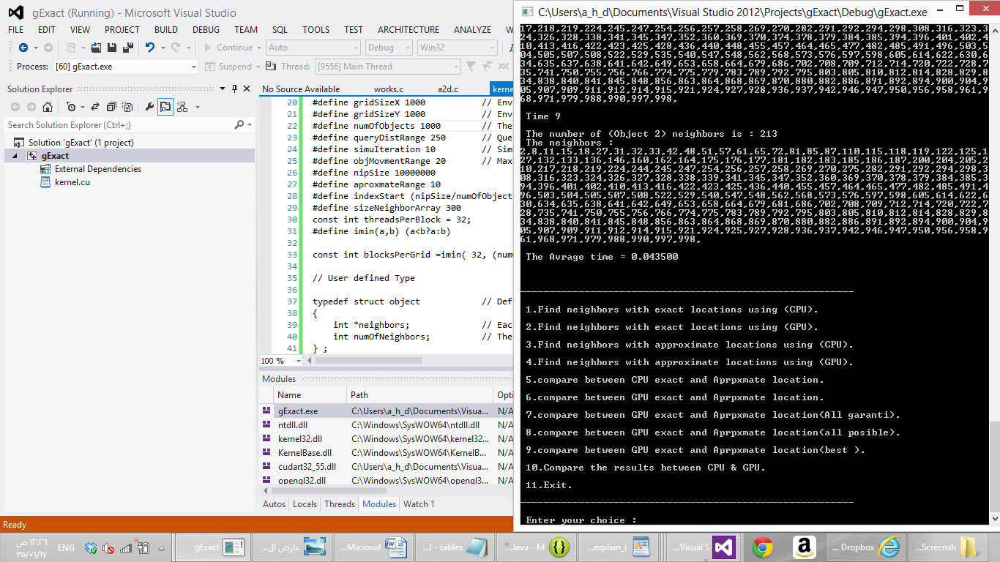 gExact (Running) - Microsoft Visual Studio
FILE EDIT VIEW PROJECT BUILD DEBUG TEAM SQL TOOLS TEST ARCHITECTURE ANALYZE W
Continue Auto Debug Win32
Process: [60] gExact.exe Suspend Thread: [9556] Main Thread
Solution Explorer
Search Solution Explorer (Ctrl+;)
Solution 'gExact' (1 project)
gExact
External Dependencies
kernel.cu
No Source Available works.c a2d.c kerne
20 #define gridSizeX 1000 // Env
21 #define gridSizeY 1000 // Env
22 #define numOfObjects 1000 // The
23 #define queryDistRange 250 // Que
24 #define simuIteration 10 // Sim
25 #define objMovmentRange 20 // Max
26 #define nipSize 10000000
27 #define aproxmateRange 10
28 #define indexStart (nipSize/numOfObject
29 #define sizeNeighborArray 300
30 const int threadsPerBlock = 32;
31 #define imin(a,b) (a<b?a:b)
32
33 const int blocksPerGrid =imin( 32, (num
34
35 // User defined Type
36
37 typedef struct object // Def
38 {
39 int *neighbors; // Eac
40 int numOfNeighbors; // The
41 } ;
100 %
Modules
Name Path Opti
gExact.exe C:\Users\a_h_d\Documents\Visua... N/A
ntdll.dll C:\Windows\SysWOW64\ntdll.dll N/A
kernel32.dll C:\Windows\SysWOW64\kernel32... N/A
KernelBase.dll C:\Windows\SysWOW64\KernelB... N/A
cudart32_55.dll C:\Users\a_h_d\Documents\Visua... N/A
opengl32.dll C:\Windows\SysWOW64\opengl3... N/A
Autos Locals Threads Modules Watch 1
Ready
C:\Users\a_h_d\Documents\Visual Studio 2012\Projects\gExact\Debug\gExact.exe
17,218,219,224,245,247,254,256,257,258,269,270,282,291,292,294,298,308,316,323,3
24,326,328,338,341,345,347,352,360,369,370,374,378,379,384,385,394,396,401,402,4
10,413,416,422,423,425,428,436,440,448,455,457,464,465,477,482,485,491,496,503,5
04,505,507,508,522,529,535,540,547,548,562,568,573,576,597,598,605,614,622,630,6
34,635,637,638,641,642,649,653,658,664,679,686,702,708,709,712,714,720,722,728,7
35,741,750,755,756,766,774,775,779,783,787,792,795,803,805,810,812,814,828,829,8
34,838,840,841,845,848,856,863,864,868,869,870,880,882,886,891,892,894,900,904,9
05,907,909,911,912,914,915,921,924,927,928,936,937,942,946,947,950,956,958,961,9
68,971,979,988,990,997,998,
Time 9
The number of (Object 2) neighbors is : 213
The neighbors :
2,8,11,15,18,27,31,32,33,42,48,51,57,61,65,72,81,85,87,110,115,118,119,122,125,1
27,132,133,136,146,160,162,164,175,176,177,181,182,183,185,186,187,200,204,205,2
10,217,218,219,224,244,245,247,254,256,257,258,269,270,275,282,291,292,294,298,3
08,316,323,324,326,327,328,338,339,341,345,347,352,360,369,370,378,379,384,385,3
94,396,401,402,410,413,416,422,423,425,436,440,455,457,464,465,477,482,485,491,4
96,503,504,505,507,508,522,529,540,547,548,562,568,573,576,597,598,605,614,622,6
30,634,635,638,641,642,649,653,658,664,679,681,686,702,708,709,712,714,720,722,7
28,735,741,750,755,756,766,774,775,783,789,792,795,803,805,810,812,814,828,829,8
34,838,840,841,845,848,856,863,864,868,869,870,880,882,886,891,892,894,900,904,9
05,907,909,911,912,914,915,921,924,925,927,928,936,937,942,946,947,950,956,958,9
61,968,971,979,988,990,997,998,
The Avrage time = 0.043500
1.Find neighbors with exact locations using (CPU).
2.Find neighbors with exact locations using (GPU).
3.Find neighbors with approximate locations using (CPU).
4.Find neighbors with approximate locations using (GPU).
5.compare between GPU exact and Aprpxmate location.
6.compare between GPU exact and Aprpxmate location.
7.compare between GPU exact and Aprpxmate location(All garanti).
8.compare between GPU exact and Aprpxmate location(all posible).
9.compare between GPU exact and Aprpxmate location(best ).
10.Compare the results between CPU & GPU.
11.Exit.
Enter your choice :
١٢:٢٦ ص
٣٥/٠٦/١٧
ENG gExact ...عارض ال ...Microsof ...ا - tables ...Java - M ...explain_i ...Visual S a ...Dropbox ...Screensh